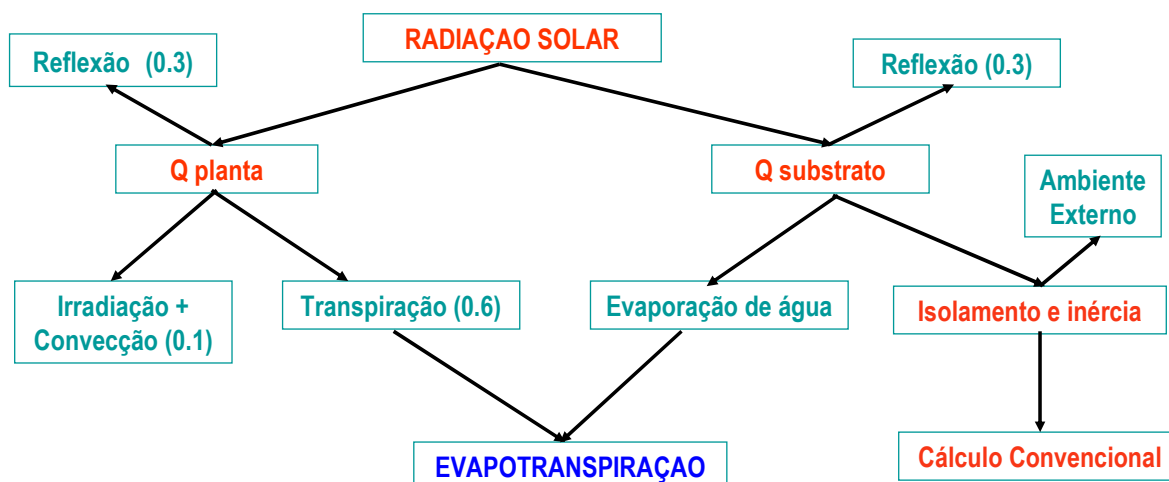 RADIAÇAO SOLAR
Reflexão (0.3)
Reflexão (0.3)
Q planta
Q substrato
Ambiente
Externo
Irradiação +
Convecção (0.1)
Transpiração (0.6)
Evaporação de água
Isolamento e inércia
EVAPOTRANSPIRAÇAO
Cálculo Convencional